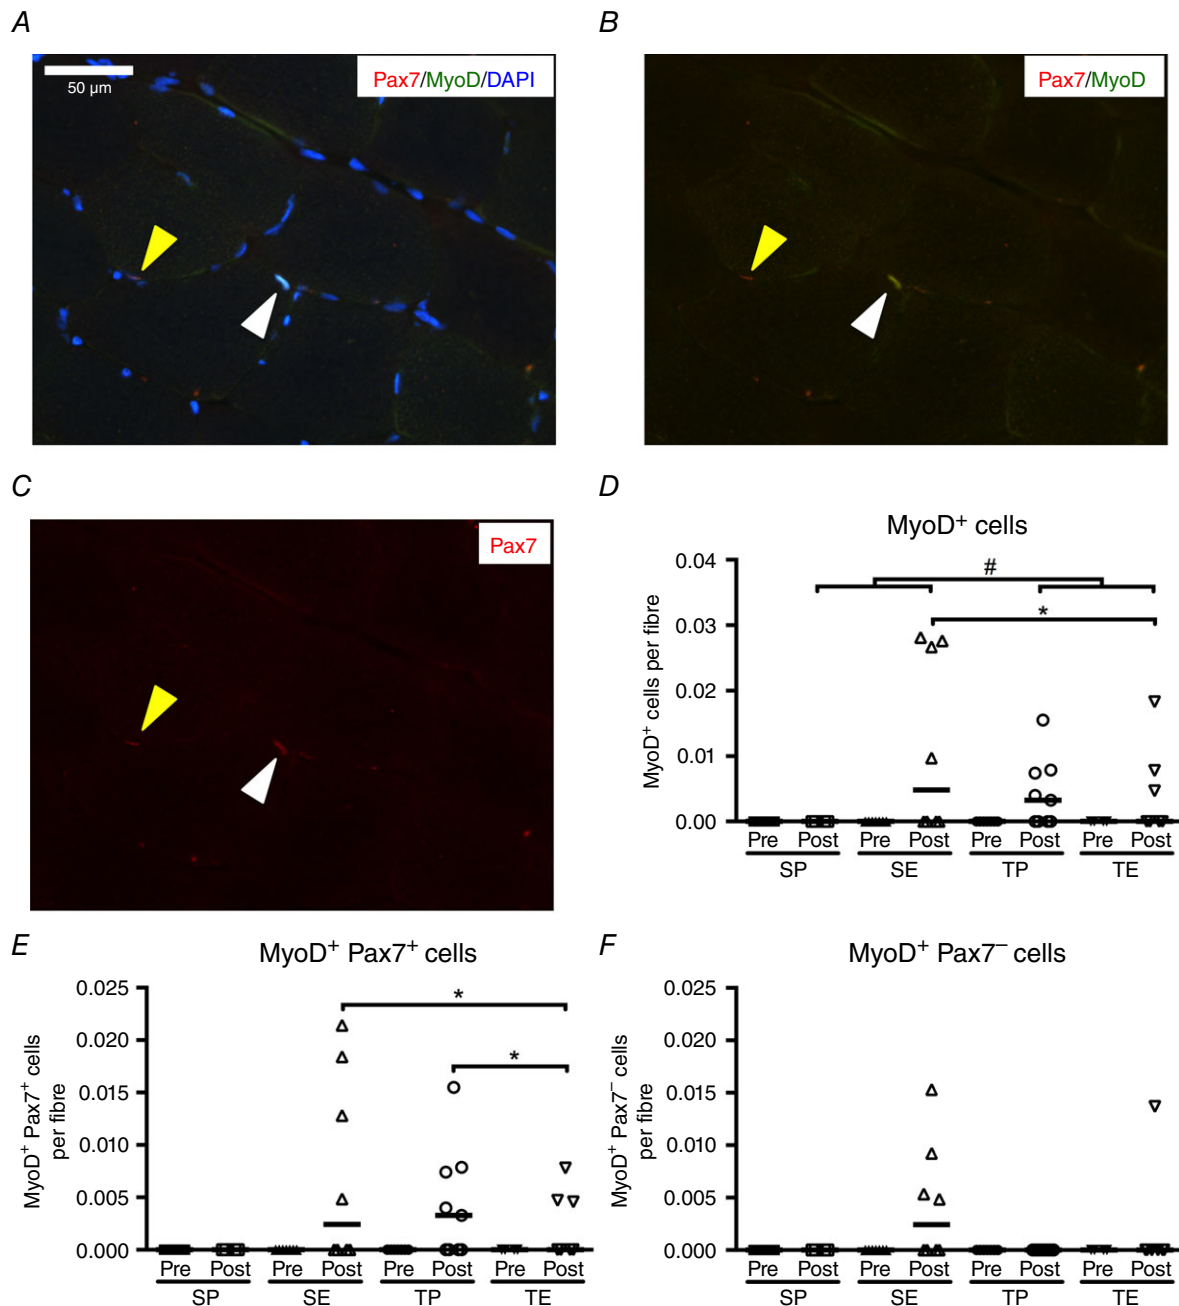 A
B
Pax7/MyoD/DAPI
50 µm
Pax7/MyoD
C
D
Pax7
MyoD⁺ cells
MyoD⁺ cells per fibre
0.04
0.03
0.02
0.01
0.00
#
*
Pre Post Pre Post Pre Post Pre Post
SP SE TP TE
E
MyoD⁺ Pax7⁺ cells
MyoD⁺ Pax7⁺ cells
per fibre
0.025
0.020
0.015
0.010
0.005
0.000
*
*
Pre Post Pre Post Pre Post Pre Post
SP SE TP TE
F
MyoD⁺ Pax7⁻ cells
MyoD⁺ Pax7⁻ cells
per fibre
0.025
0.020
0.015
0.010
0.005
0.000
Pre Post Pre Post Pre Post Pre Post
SP SE TP TE